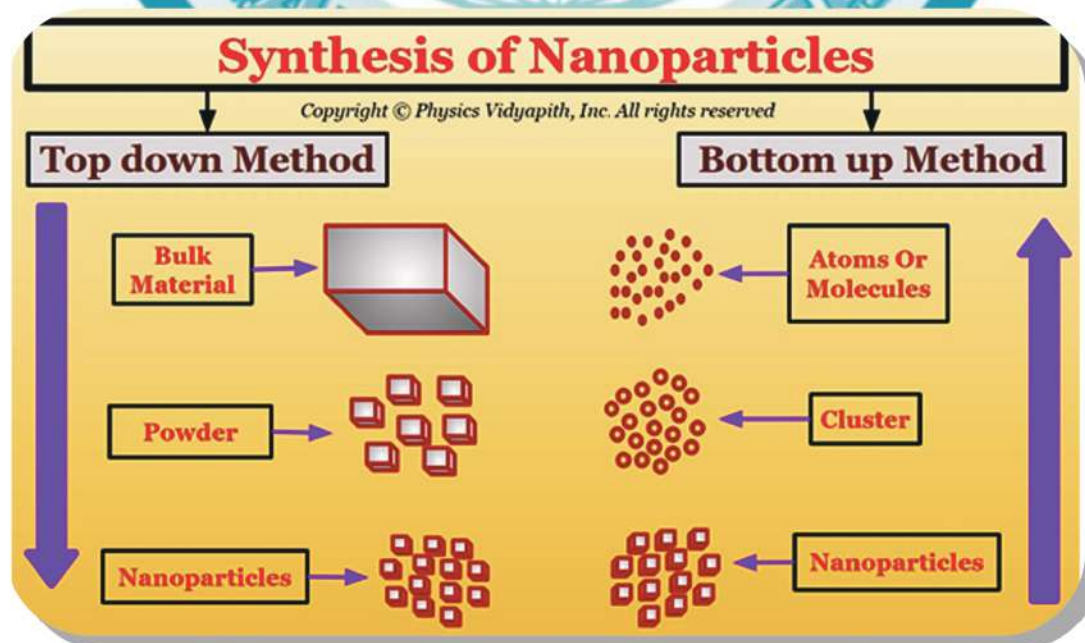 Synthesis of Nanoparticles
Copyright © Physics Vidyapith, Inc. All rights reserved
Top down Method
Bottom up Method
Bulk
Material
Atoms Or
Molecules
Powder
Cluster
Nanoparticles
Nanoparticles